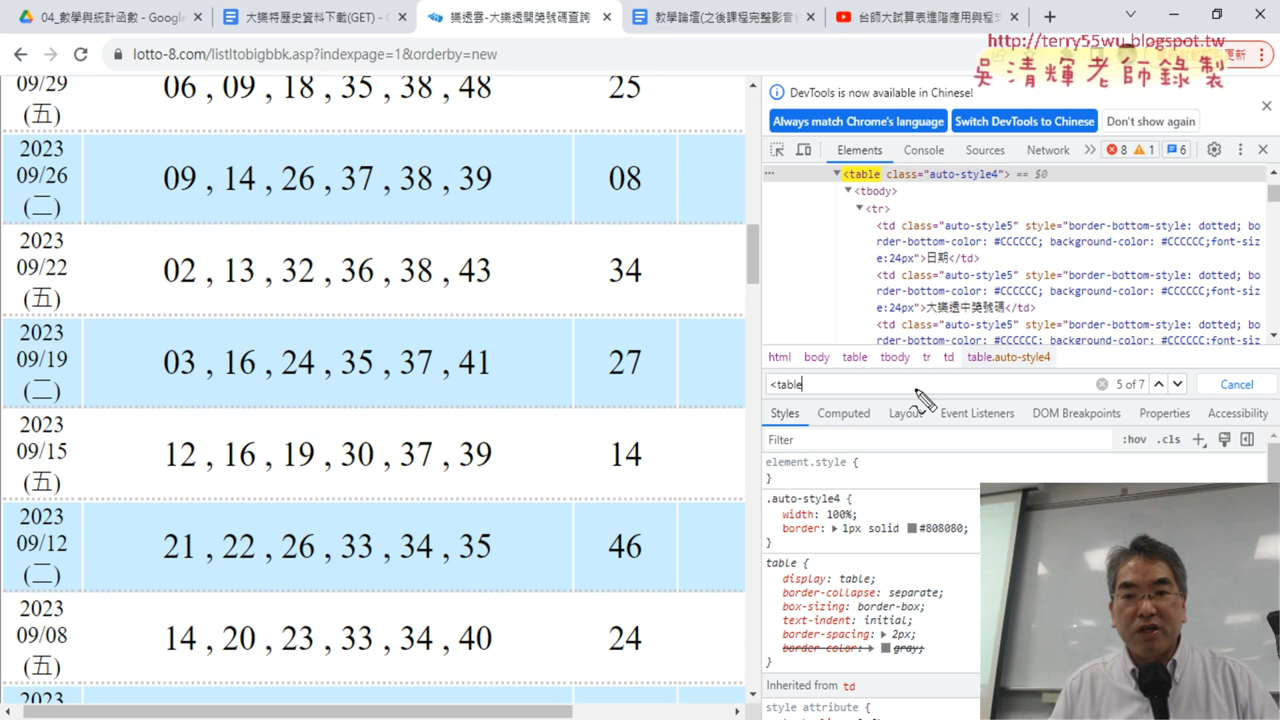 04_數學與統計函數 - Google
大樂特歷史資料下載(GET) - G
樂透雲-大樂透開獎號碼查詢
教學論壇(之後課程完整影音
台師大試算表進階應用與程式
http://terry55wu.blogspot.tw
lotto-8.com/listltobigbbk.asp?indexpage=1&orderby=new
吳清輝老師錄製
09/29
(五)
06 , 09 , 18 , 35 , 38 , 48
25
2023
09/26
(二)
09 , 14 , 26 , 37 , 38 , 39
08
2023
09/22
(五)
02 , 13 , 32 , 36 , 38 , 43
34
2023
09/19
(二)
03 , 16 , 24 , 35 , 37 , 41
27
2023
09/15
(五)
12 , 16 , 19 , 30 , 37 , 39
14
2023
09/12
(二)
21 , 22 , 26 , 33 , 34 , 35
46
2023
09/08
(五)
14 , 20 , 23 , 33 , 34 , 40
24
2023
DevTools is now available in Chinese!
Always match Chrome's language
Switch DevTools to Chinese
Don't show again
Elements
Console
Sources
Network
8
1
6
<table class="auto-style4"> == $0
<tbody>
<tr>
<td class="auto-style5" style="border-bottom-style: dotted; bo
rder-bottom-color: #CCCCCC; background-color: #CCCCCC;font-siz
e:24px">日期</td>
<td class="auto-style5" style="border-bottom-style: dotted; bo
rder-bottom-color: #CCCCCC; background-color: #CCCCCC;font-siz
e:24px">大樂透中獎號碼</td>
<td class="auto-style5" style="border-bottom-style: dotted; bo
rder-bottom-color: #CCCCCC; background-color: #CCCCCC;font-siz
html body table tbody tr td table.auto-style4
<table
5 of 7
Cancel
Styles
Computed
Layout
Event Listeners
DOM Breakpoints
Properties
Accessibility
Filter
:hov
.cls
element.style {
}
.auto-style4 {
width: 100%;
border: 1px solid #808080;
}
table {
display: table;
border-collapse: separate;
box-sizing: border-box;
text-indent: initial;
border-spacing: 2px;
border-color: gray;
}
Inherited from td
style attribute {